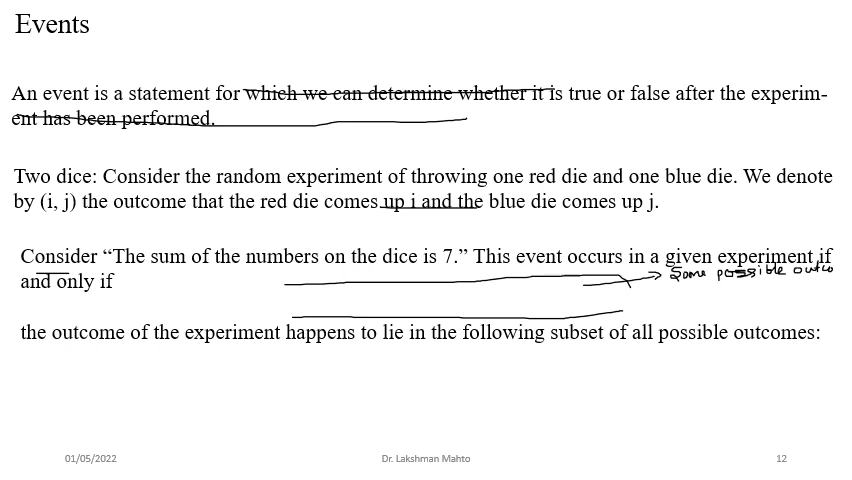 Events
An event is a statement for which we can determine whether it is true or false after the experim-
ent has been performed.
Two dice: Consider the random experiment of throwing one red die and one blue die. We denote
by (i, j) the outcome that the red die comes up i and the blue die comes up j.
Consider “The sum of the numbers on the dice is 7.” This event occurs in a given experiment if
Some possible outco
and only if
the outcome of the experiment happens to lie in the following subset of all possible outcomes:
01/05/2022
Dr. Lakshman Mahto
12